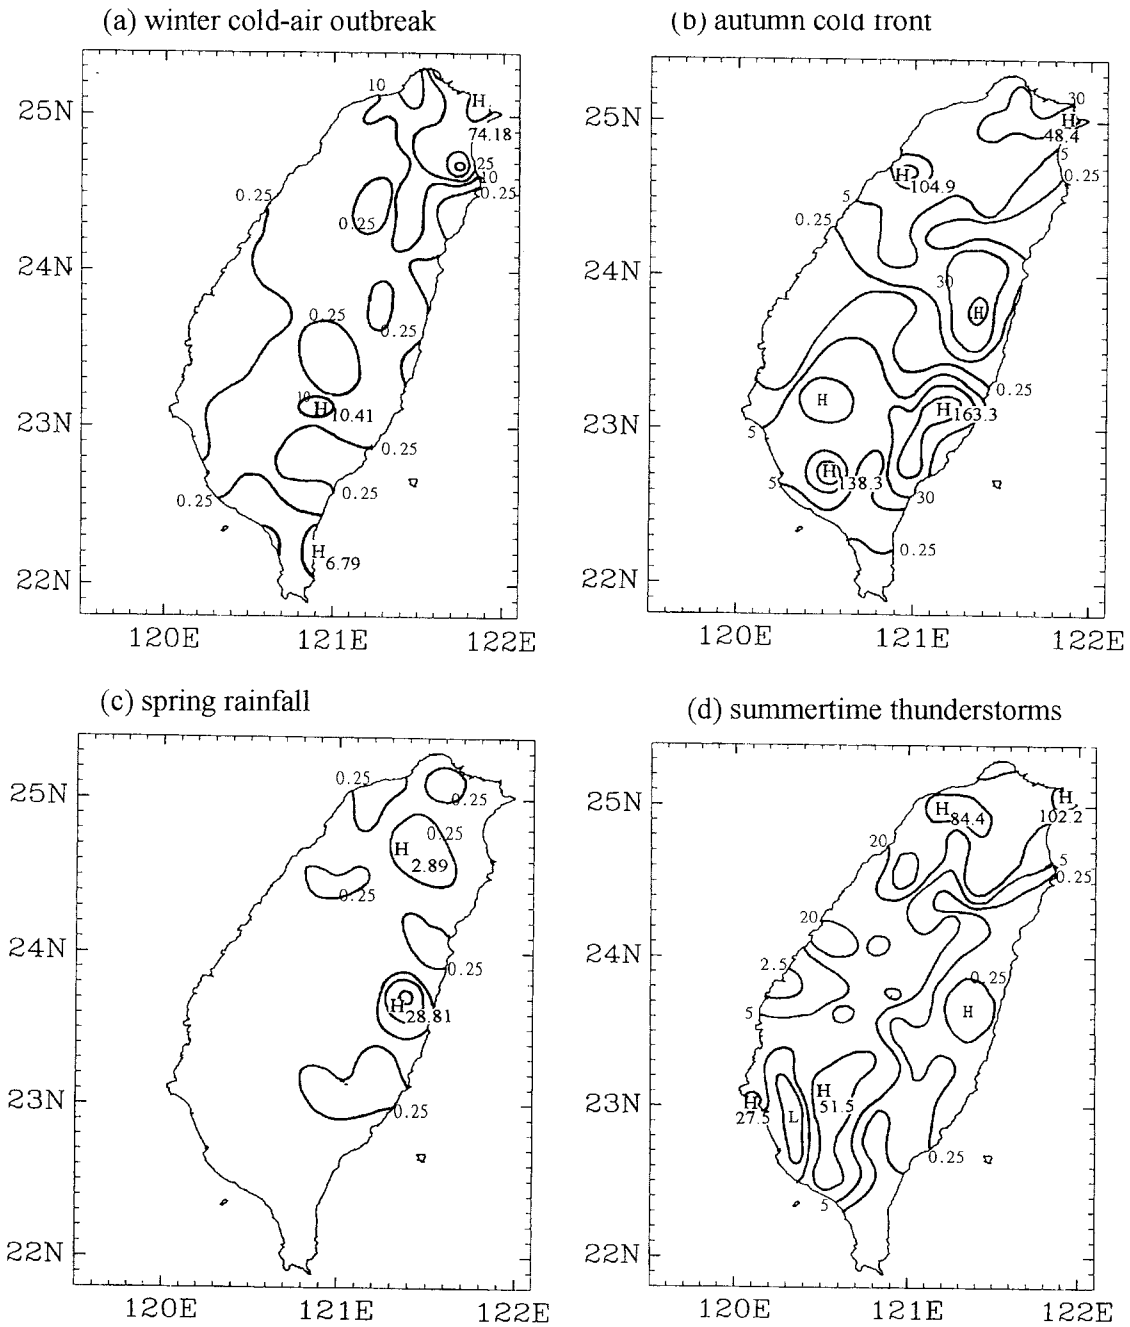 (a) winter cold-air outbreak
10
H
25N
74.18
25
10
0.25
0.25
0.25
24N
0.25
0.25
10
H
10.41
23N
0.25
0.25
0.25
H
6.79
22N
120E 121E 122E
(b) autumn cold front
30
25N
H
48.4
5
H
104.9
0.25
5
0.25
24N
30
H
0.25
H
H
163.3
23N
5
H
5
138.3
30
0.25
22N
120E 121E 122E
(c) spring rainfall
0.25
25N
0.25
0.25
H
2.89
0.25
24N
0.25
H
28.81
23N
0.25
22N
120E 121E 122E
(d) summertime thunderstorms
25N
H
84.4
H
102.2
20
5
0.25
20
24N
2.5
0.25
5
H
H
27.5
H
51.5
23N
L
0.25
5
22N
120E 121E 122E